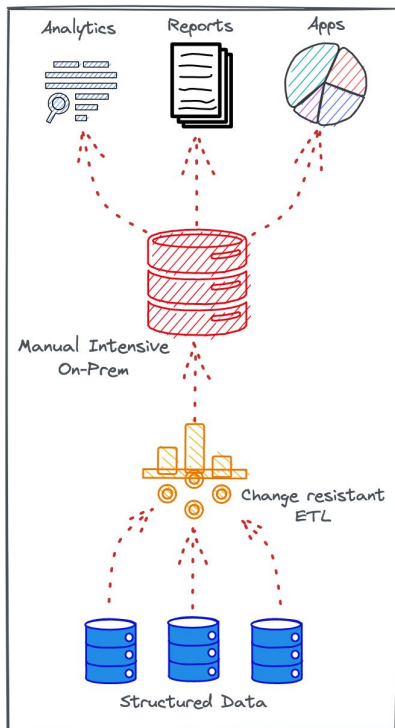 Analytics
Reports
Apps
Manual Intensive
On-Prem
Change resistant
ETL
Structured Data